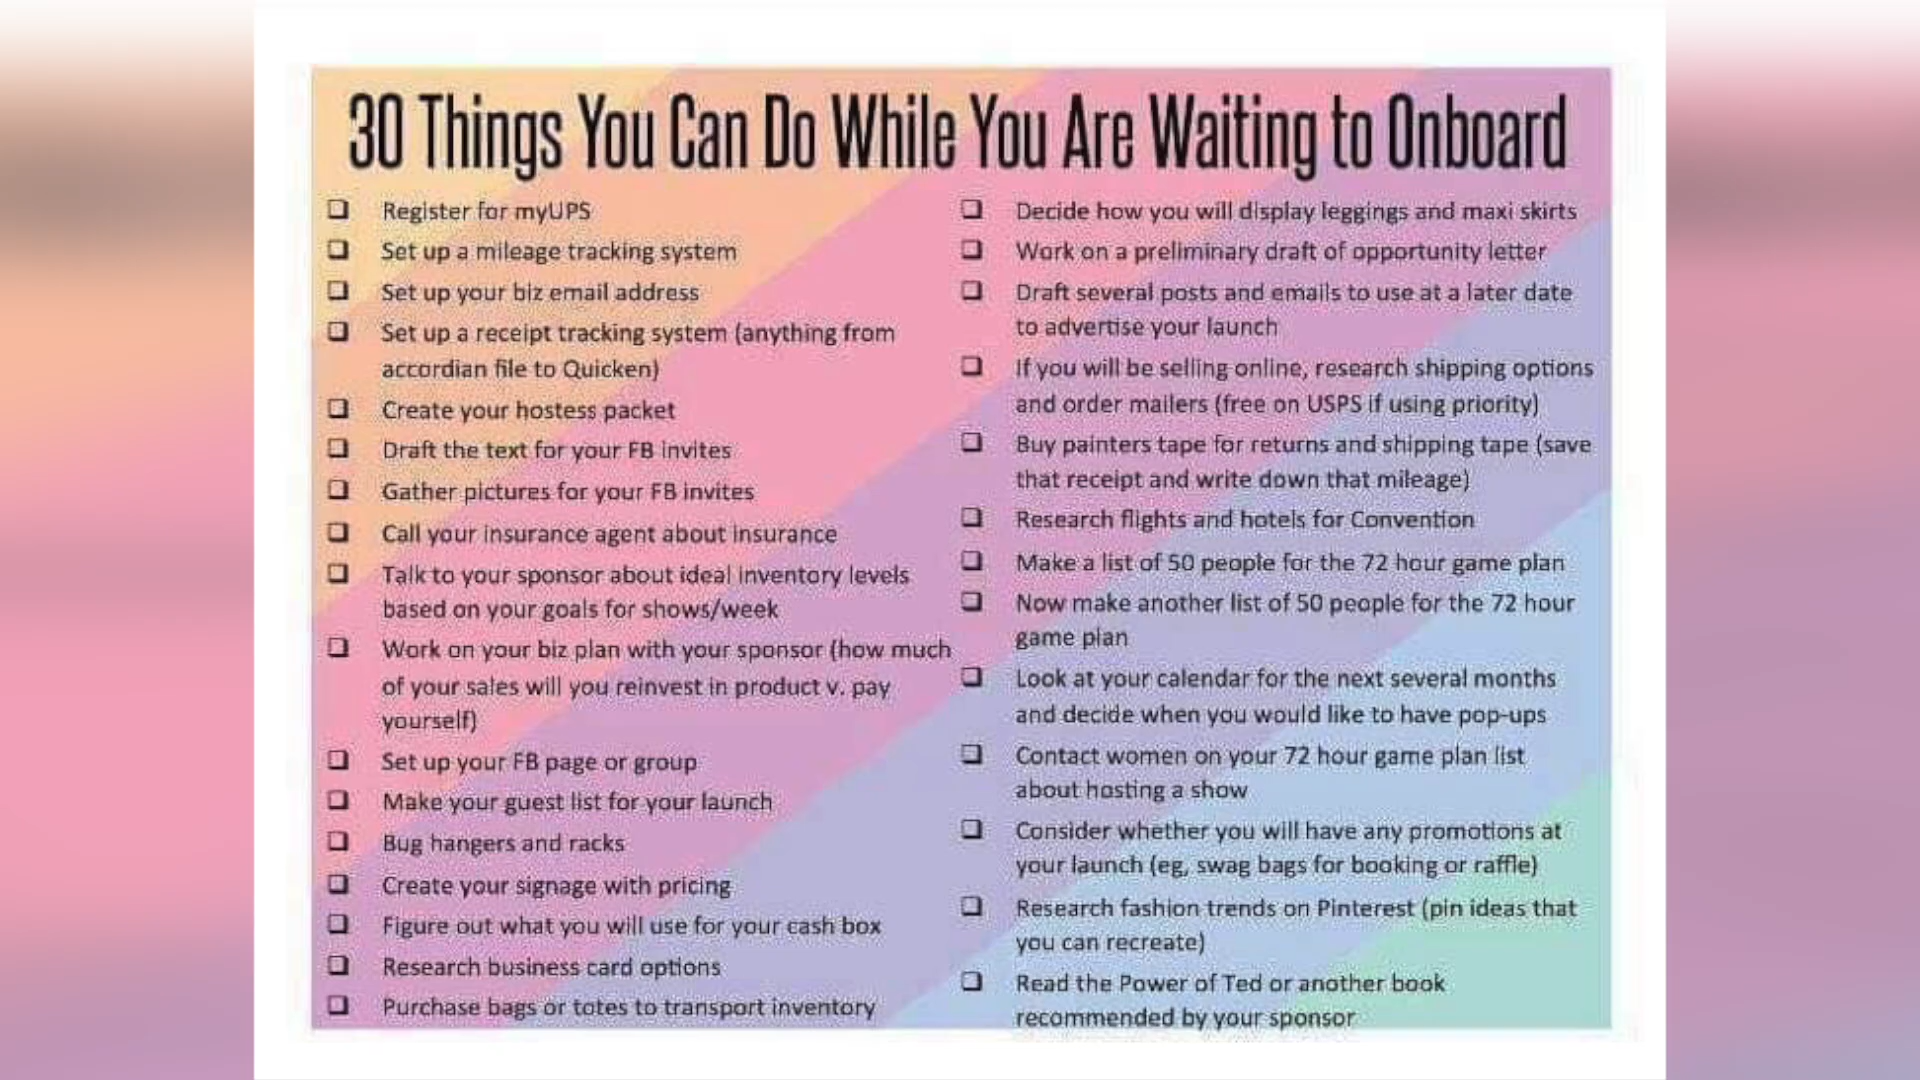 30 Things You Can Do While You Are Waiting to Onboard
❑ Register for myUPS
❑ Set up a mileage tracking system
❑ Set up your biz email address
❑ Set up a receipt tracking system (anything from
accordian file to Quicken)
❑ Create your hostess packet
❑ Draft the text for your FB invites
❑ Gather pictures for your FB invites
❑ Call your insurance agent about insurance
❑ Talk to your sponsor about ideal inventory levels
based on your goals for shows/week
❑ Work on your biz plan with your sponsor (how much
of your sales will you reinvest in product v. pay
yourself)
❑ Set up your FB page or group
❑ Make your guest list for your launch
❑ Bug hangers and racks
❑ Create your signage with pricing
❑ Figure out what you will use for your cash box
❑ Research business card options
❑ Purchase bags or totes to transport inventory
❑ Decide how you will display leggings and maxi skirts
❑ Work on a preliminary draft of opportunity letter
❑ Draft several posts and emails to use at a later date
to advertise your launch
❑ If you will be selling online, research shipping options
and order mailers (free on USPS if using priority)
❑ Buy painters tape for returns and shipping tape (save
that receipt and write down that mileage)
❑ Research flights and hotels for Convention
❑ Make a list of 50 people for the 72 hour game plan
❑ Now make another list of 50 people for the 72 hour
game plan
❑ Look at your calendar for the next several months
and decide when you would like to have pop-ups
❑ Contact women on your 72 hour game plan list
about hosting a show
❑ Consider whether you will have any promotions at
your launch (eg, swag bags for booking or raffle)
❑ Research fashion trends on Pinterest (pin ideas that
you can recreate)
❑ Read the Power of Ted or another book
recommended by your sponsor